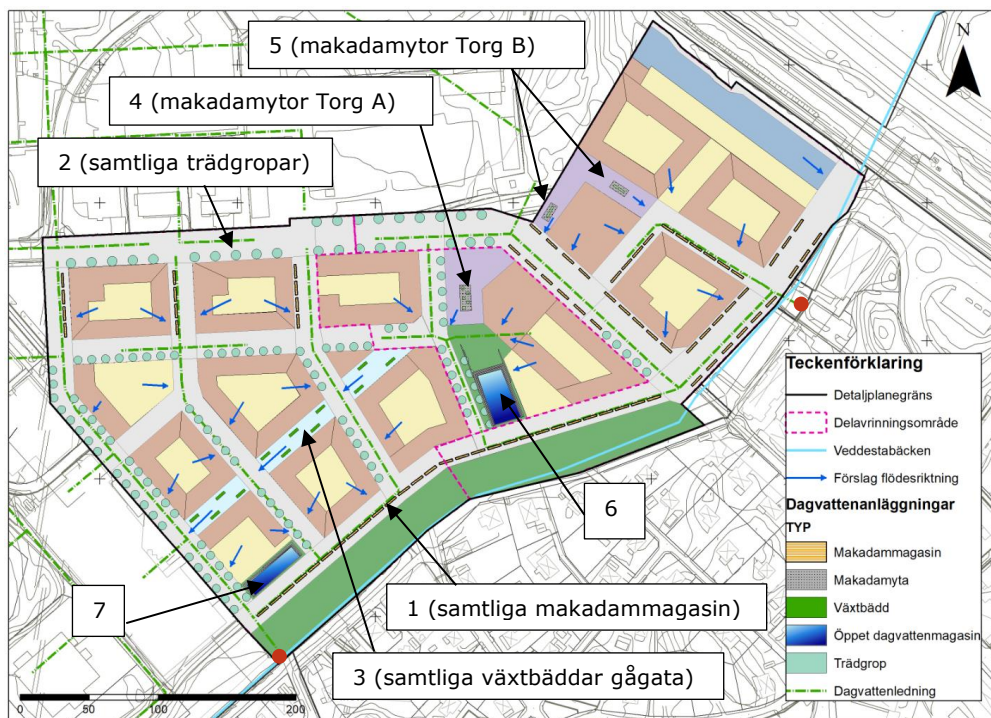 5 (makadamytor Torg B)
N
4 (makadamytor Torg A)
2 (samtliga trädgropar)
Teckenförklaring
Detaljplanegräns
Delavrinningsområde
Veddestabäcken
Förslag flödesriktning
Dagvattenanläggningar
TYP
Makadammagasin
Makadamyta
Växtbädd
Öppet dagvattenmagasin
Trädgrop
Dagvattenledning
6
7
1 (samtliga makadammagasin)
3 (samtliga växtbäddar gågata)
0 50 100 200